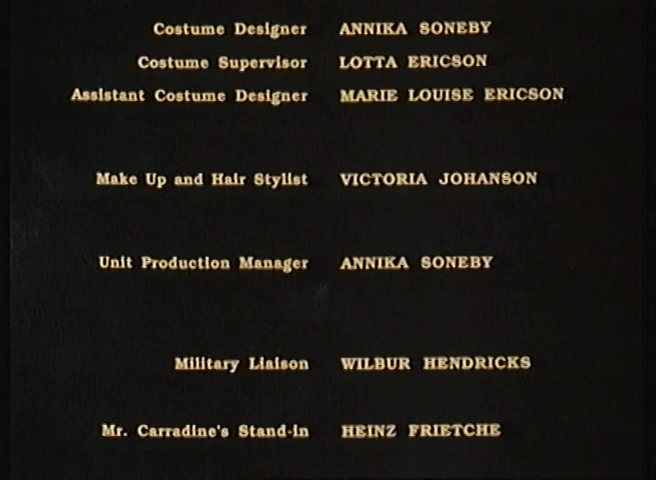 Costume Designer ANNIKA SONEBY
Costume Supervisor LOTTA ERICSON
Assistant Costume Designer MARIE LOUISE ERICSON
Make Up and Hair Stylist VICTORIA JOHANSON
Unit Production Manager ANNIKA SONEBY
Military Liaison WILBUR HENDRICKS
Mr. Carradine's Stand-in HEINZ FRIETCHE